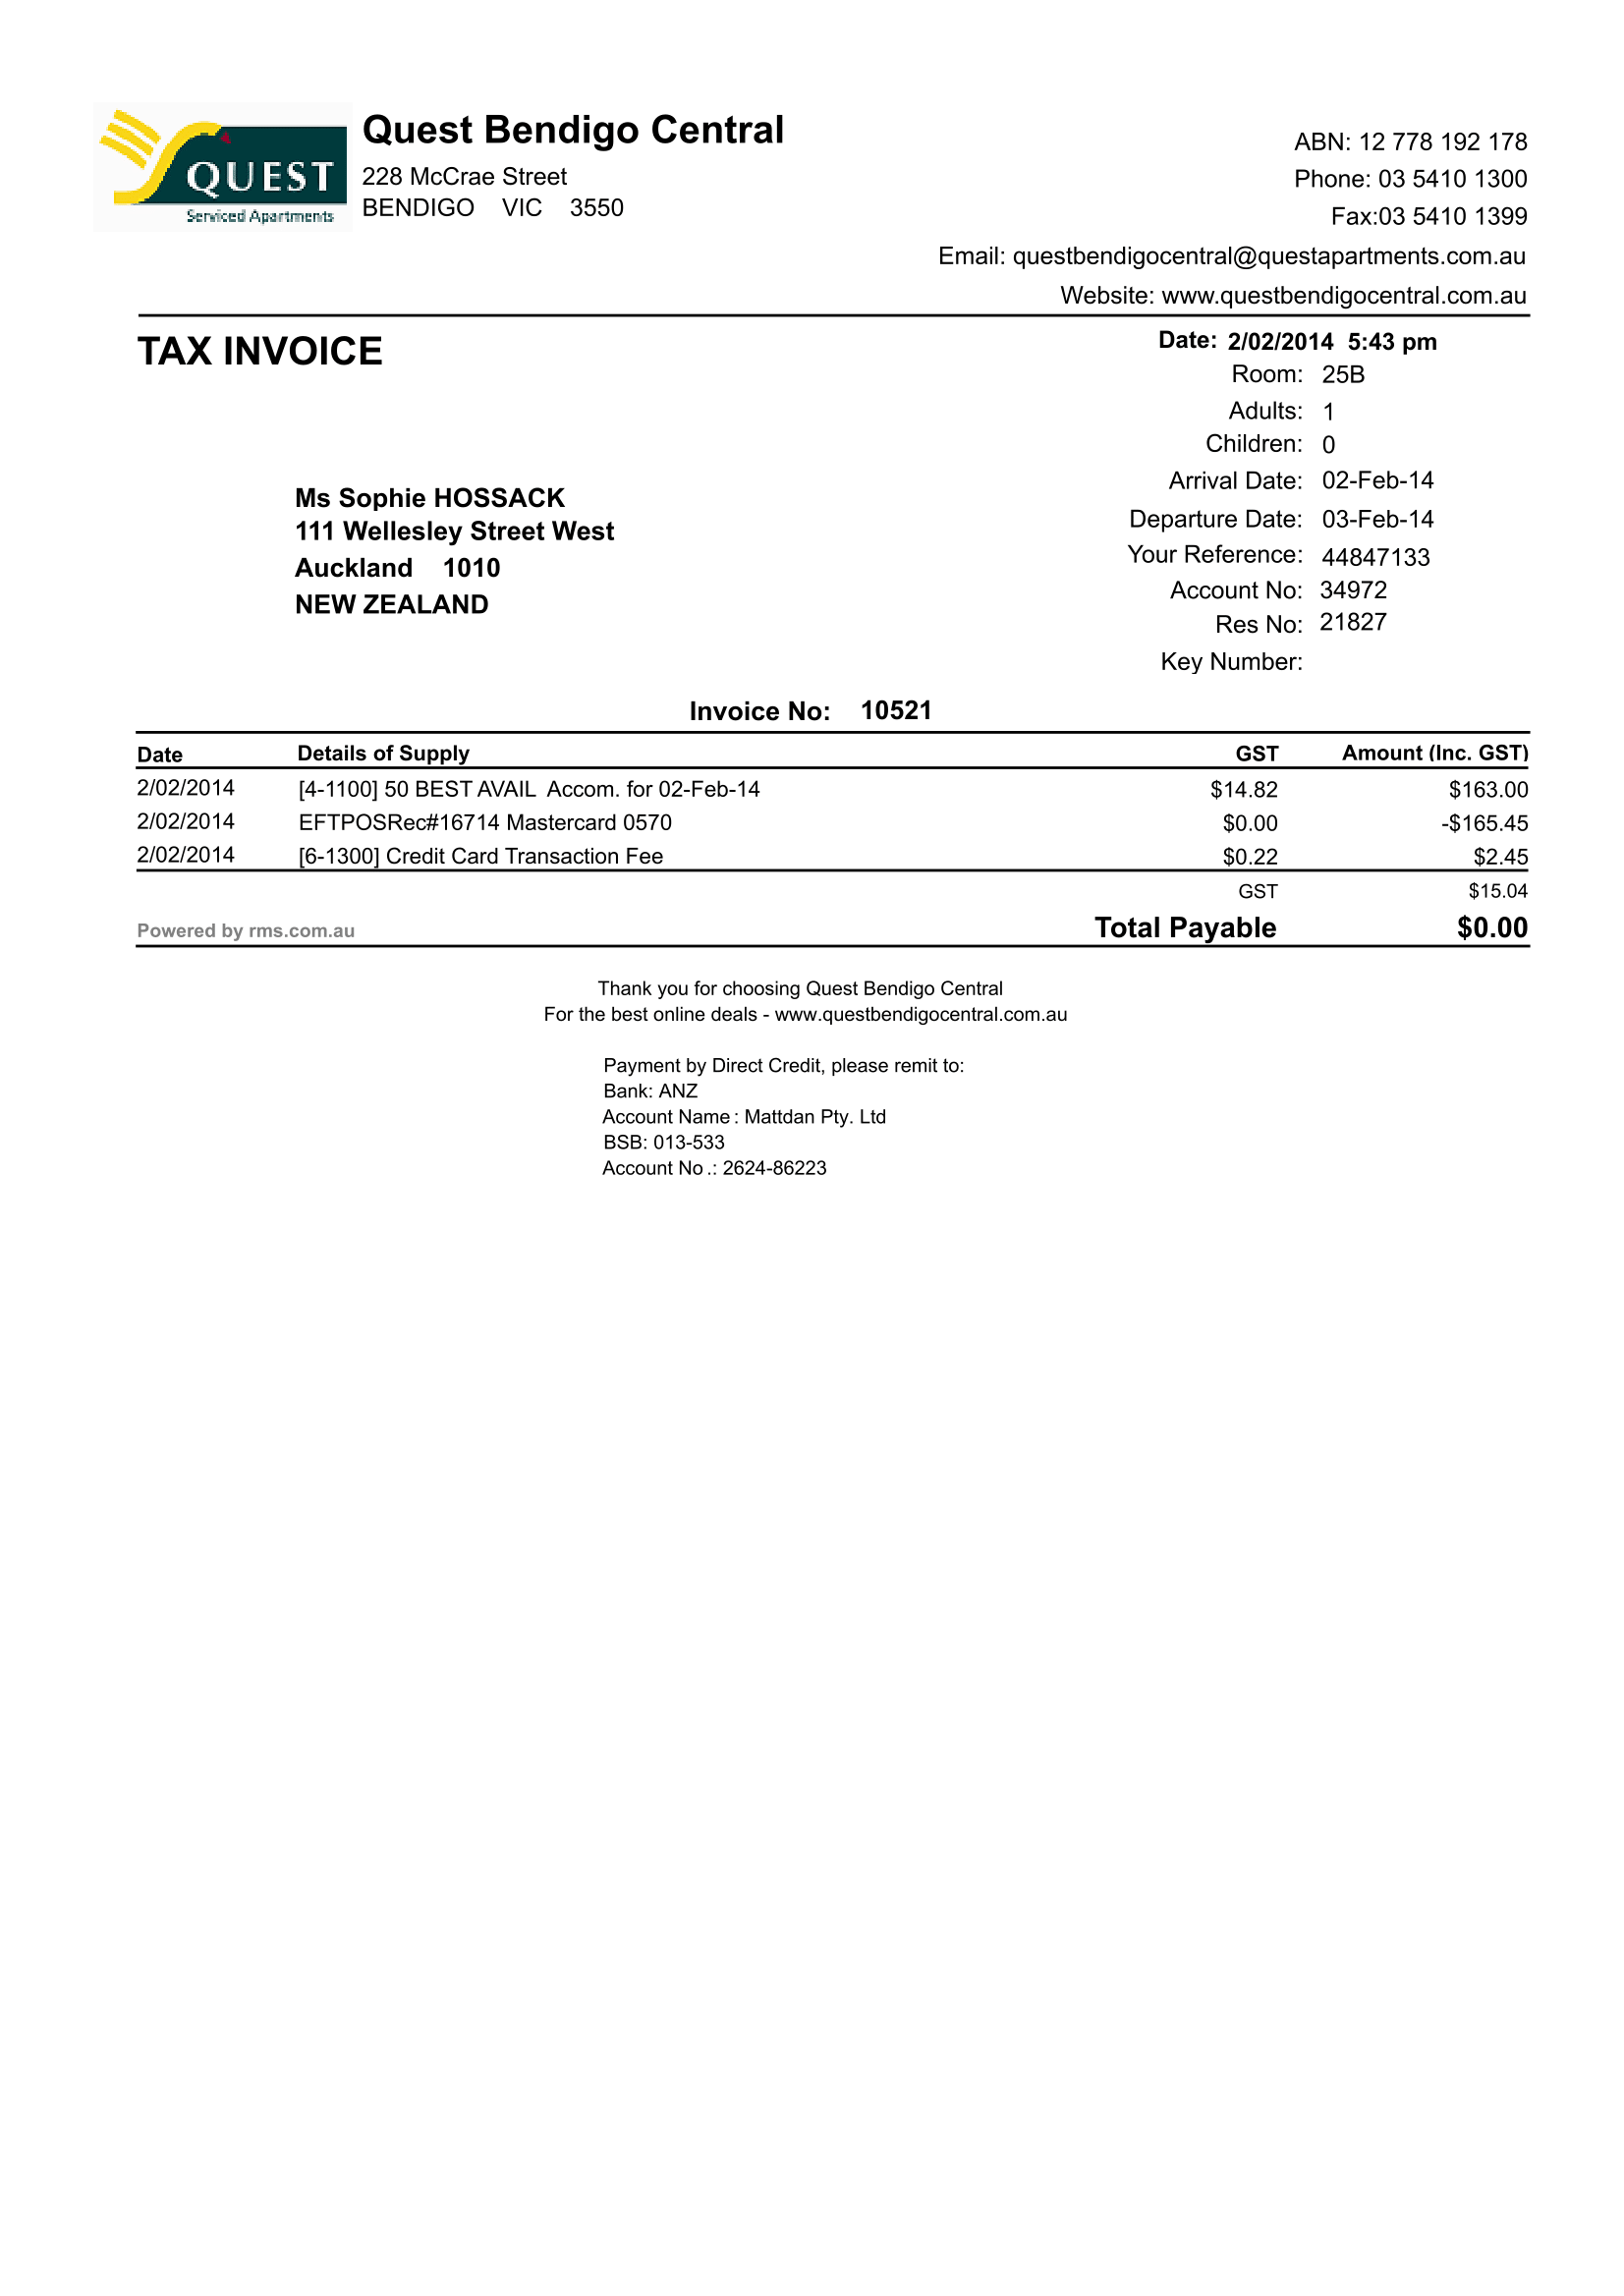 QUEST
Serviced Apartments
Quest Bendigo Central
228 McCrae Street
BENDIGO VIC 3550
ABN: 12 778 192 178
Phone: 03 5410 1300
Fax:03 5410 1399
Email: questbendigocentral@questapartments.com.au
Website: www.questbendigocentral.com.au
TAX INVOICE
Date: 2/02/2014 5:43 pm
Room: 25B
Adults: 1
Children: 0
Arrival Date: 02-Feb-14
Departure Date: 03-Feb-14
Your Reference: 44847133
Account No: 34972
Res No: 21827
Key Number:
Ms Sophie HOSSACK
111 Wellesley Street West
Auckland 1010
NEW ZEALAND
Invoice No: 10521
Date Details of Supply GST Amount (Inc. GST)
2/02/2014 [4-1100] 50 BEST AVAIL Accom. for 02-Feb-14 $14.82 $163.00
2/02/2014 EFTPOSRec#16714 Mastercard 0570 $0.00 -$165.45
2/02/2014 [6-1300] Credit Card Transaction Fee $0.22 $2.45
GST $15.04
Powered by rms.com.au Total Payable $0.00
Thank you for choosing Quest Bendigo Central
For the best online deals - www.questbendigocentral.com.au
Payment by Direct Credit, please remit to:
Bank: ANZ
Account Name : Mattdan Pty. Ltd
BSB: 013-533
Account No .: 2624-86223